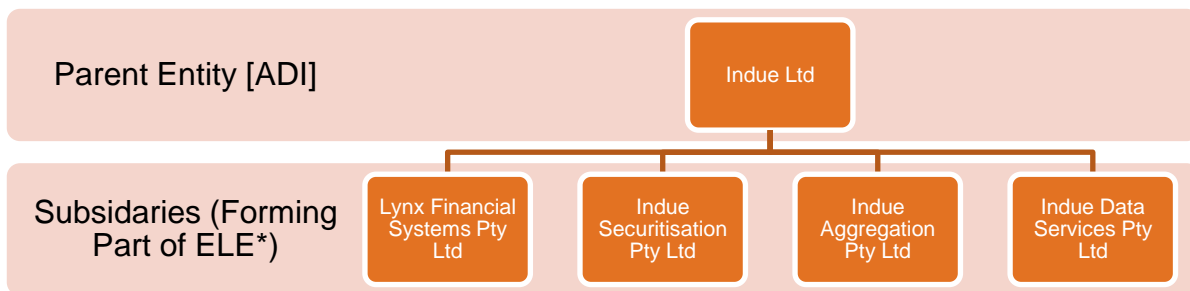 Parent Entity [ADI]
Indue Ltd
Subsidaries (Forming
Part of ELE*)
Lynx Financial
Systems Pty
Ltd
Indue
Securitisation
Pty Ltd
Indue
Aggregation
Pty Ltd
Indue Data
Services Pty
Ltd